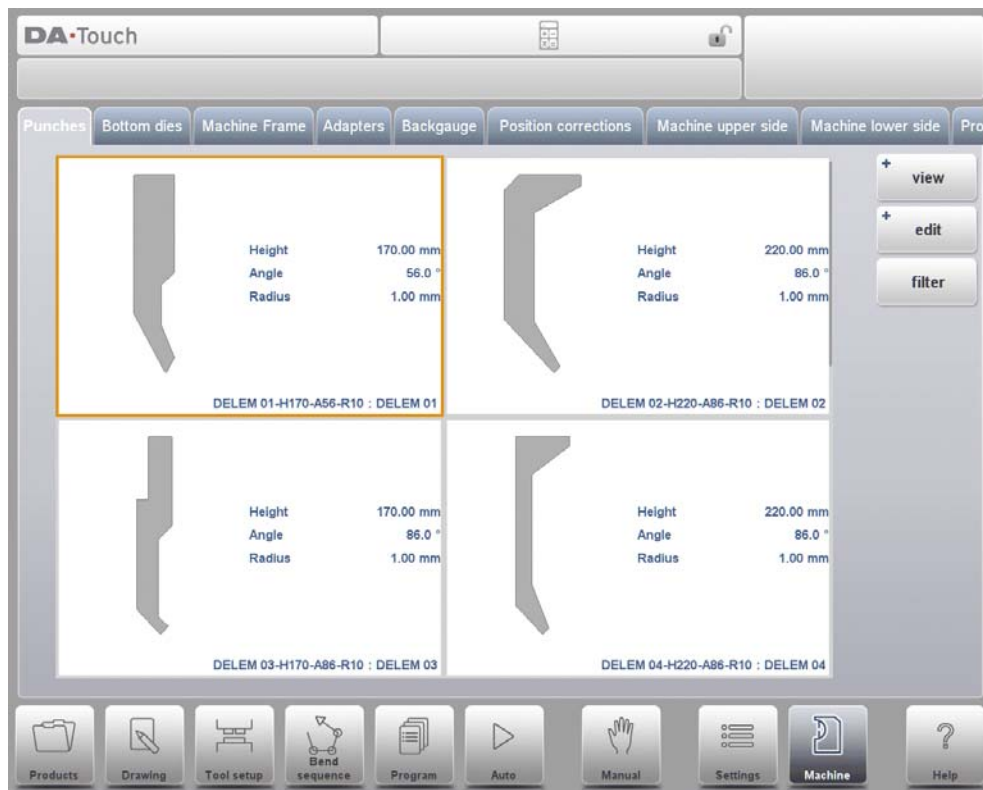 DA·Touch
Punches Bottom dies Machine Frame Adapters Backgauge Position corrections Machine upper side Machine lower side Pro
view
edit
filter
Height 170.00 mm
Angle 56.0 °
Radius 1.00 mm
DELEM 01-H170-A56-R10 : DELEM 01
Height 220.00 mm
Angle 86.0 °
Radius 1.00 mm
DELEM 02-H220-A86-R10 : DELEM 02
Height 170.00 mm
Angle 86.0 °
Radius 1.00 mm
DELEM 03-H170-A86-R10 : DELEM 03
Height 220.00 mm
Angle 86.0 °
Radius 1.00 mm
DELEM 04-H220-A86-R10 : DELEM 04
Products
Drawing
Tool setup
Bend
sequence
Program
Auto
Manual
Settings
Machine
Help